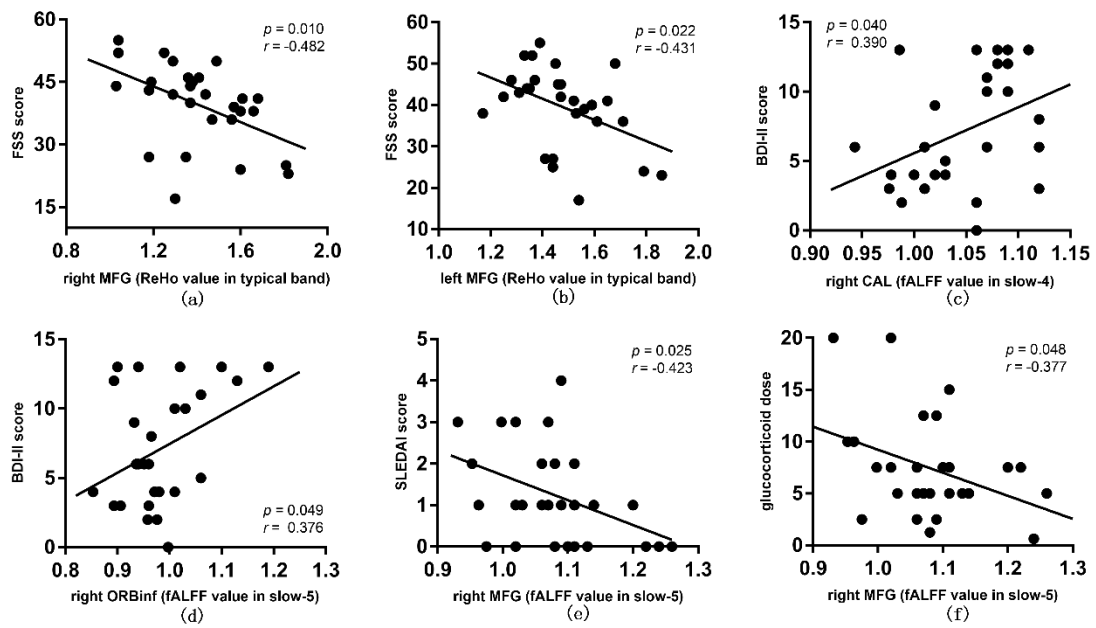 p = 0.010
r = -0.482
FSS score
60
45
30
15
0.8 1.2 1.6 2.0
right MFG (ReHo value in typical band)
(a)
p = 0.022
r = -0.431
FSS score
60
50
40
30
20
10
1.0 1.2 1.4 1.6 1.8 2.0
left MFG (ReHo value in typical band)
(b)
p = 0.040
r = 0.390
BDI-II score
15
10
5
0
0.90 0.95 1.00 1.05 1.10 1.15
right CAL (fALFF value in slow-4)
(c)
BDI-II score
15
10
5
0
p = 0.049
r = 0.376
0.8 0.9 1.0 1.1 1.2 1.3
right ORBinf (fALFF value in slow-5)
(d)
p = 0.025
r = -0.423
SLEDAI score
5
4
3
2
1
0
0.9 1.0 1.1 1.2 1.3
right MFG (fALFF value in slow-5)
(e)
p = 0.048
r = -0.377
glucocorticoid dose
20
15
10
5
0
0.9 1.0 1.1 1.2 1.3
right MFG (fALFF value in slow-5)
(f)